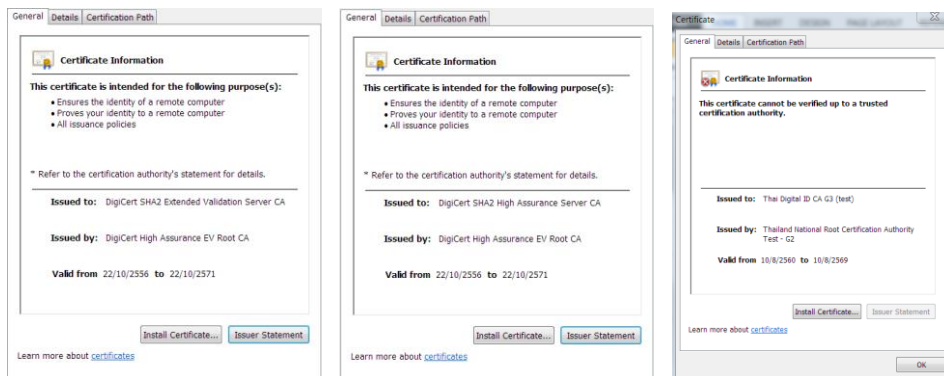 General Details Certification Path
Certificate Information
This certificate is intended for the following purpose(s):
• Ensures the identity of a remote computer
• Proves your identity to a remote computer
• All issuance policies
* Refer to the certification authority's statement for details.
Issued to: DigiCert SHA2 Extended Validation Server CA
Issued by: DigiCert High Assurance EV Root CA
Valid from 22/10/2556 to 22/10/2571
Install Certificate... Issuer Statement
Learn more about certificates
General Details Certification Path
Certificate Information
This certificate is intended for the following purpose(s):
• Ensures the identity of a remote computer
• Proves your identity to a remote computer
• All issuance policies
* Refer to the certification authority's statement for details.
Issued to: DigiCert SHA2 High Assurance Server CA
Issued by: DigiCert High Assurance EV Root CA
Valid from 22/10/2556 to 22/10/2571
Install Certificate... Issuer Statement
Learn more about certificates
Certificate
HOME INSERT DESIGN PAGE LAYOUT
General Details Certification Path
Certificate Information
This certificate cannot be verified up to a trusted
certification authority.
Issued to: Thai Digital ID CA G3 (test)
Issued by: Thailand National Root Certification Authority
Test - G2
Valid from 10/8/2560 to 10/8/2569
Install Certificate... Issuer Statement
Learn more about certificates
OK